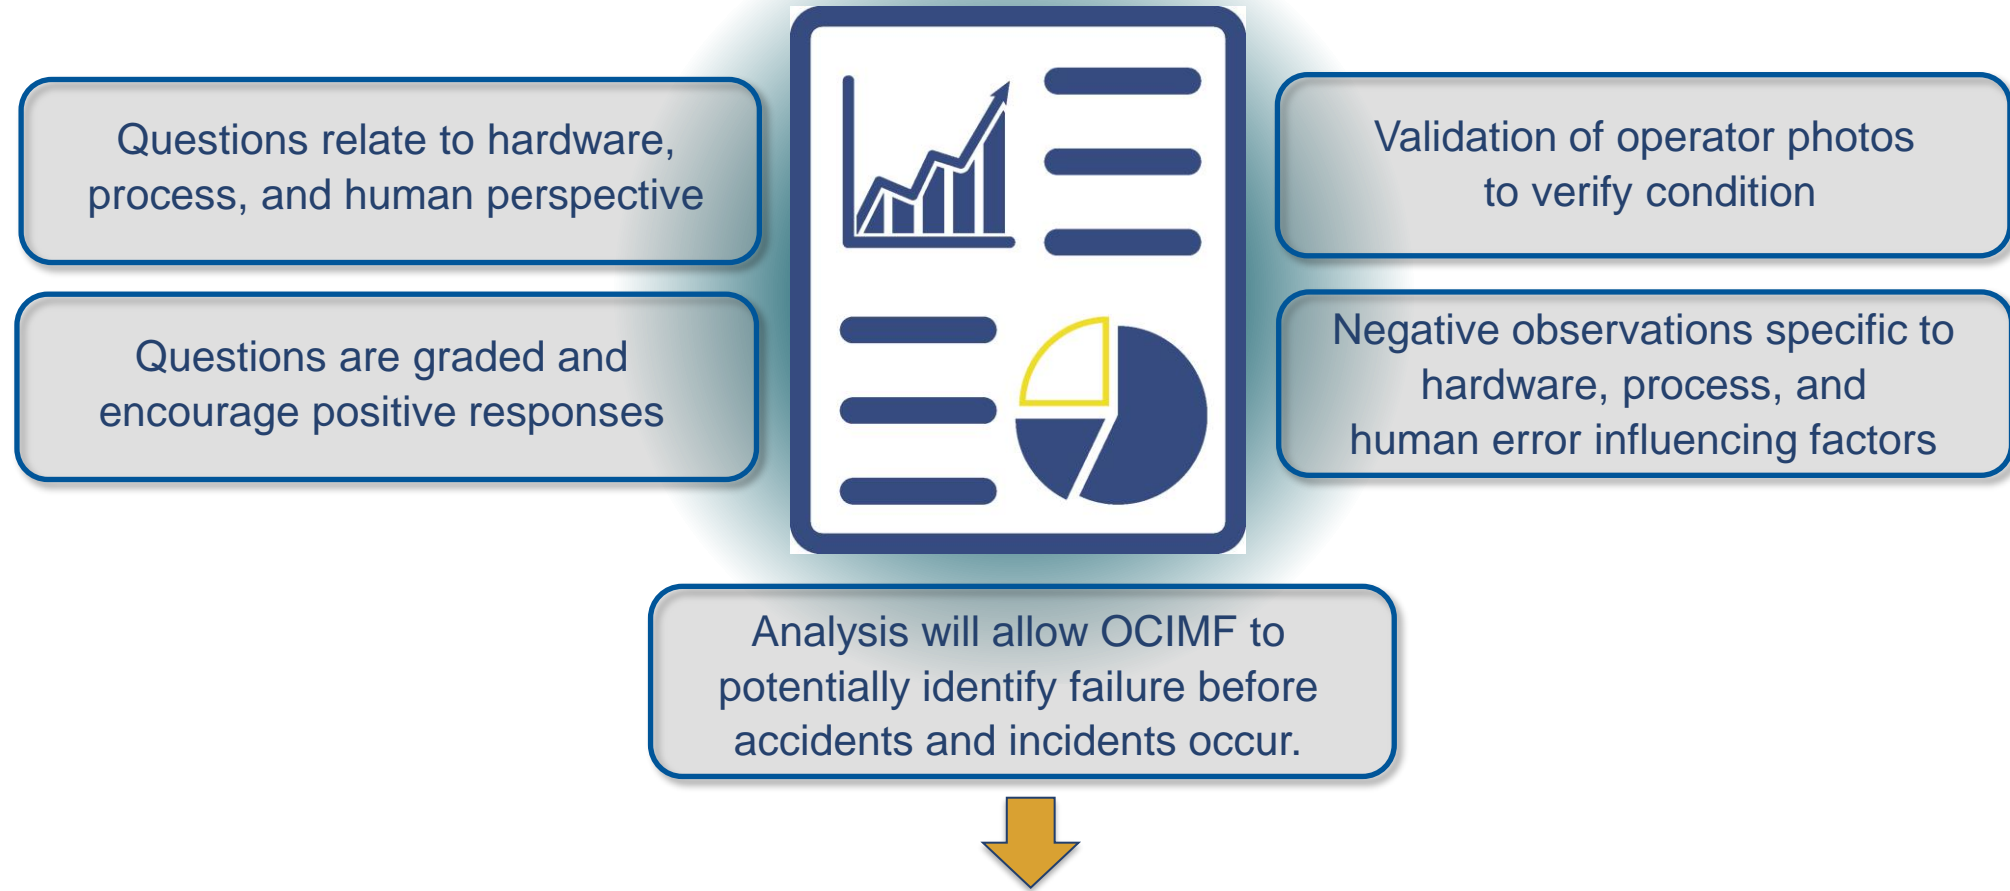 Questions relate to hardware,
process, and human perspective
Questions are graded and
encourage positive responses
Validation of operator photos
to verify condition
Negative observations specific to
hardware, process, and
human error influencing factors
Analysis will allow OCIMF to
potentially identify failure before
accidents and incidents occur.